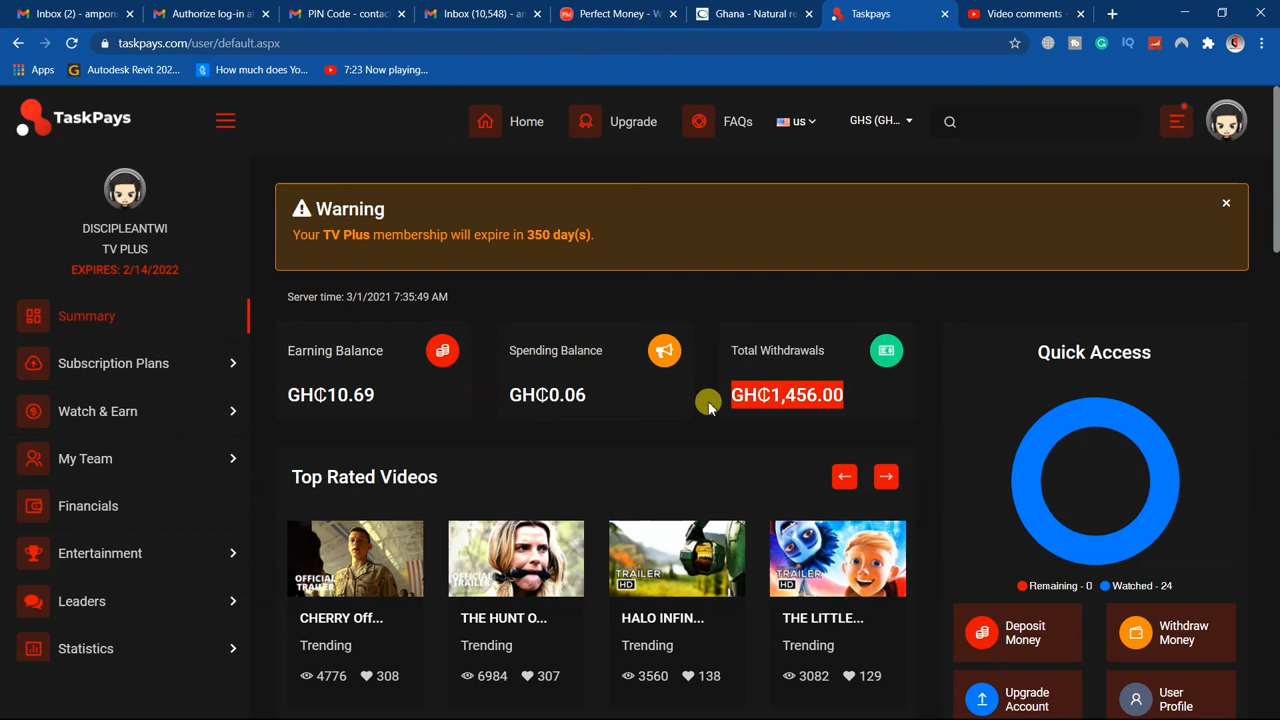 Inbox (2) - ampons
Authorize log-in at
PIN Code - contac
Inbox (10,548) - an
Perfect Money - W
Ghana - Natural re
Taskpays
Video comments -
taskpays.com/user/default.aspx
Apps
Autodesk Revit 202...
How much does Yo...
7:23 Now playing...
TaskPays
Home
Upgrade
FAQs
us
GHS (GH...
DISCIPLEANTWI
TV PLUS
EXPIRES: 2/14/2022
Summary
Subscription Plans
Watch & Earn
My Team
Financials
Entertainment
Leaders
Statistics
Warning
Your TV Plus membership will expire in 350 day(s).
Server time: 3/1/2021 7:35:49 AM
Earning Balance
GH₵10.69
Spending Balance
GH₵0.06
Total Withdrawals
GH₵1,456.00
Top Rated Videos
OFFICIAL TRAILER
CHERRY Off...
Trending
4776 308
OFFICIAL TRAILER
THE HUNT O...
Trending
6984 307
TRAILER HD
HALO INFIN...
Trending
3560 138
TRAILER HD
THE LITTLE...
Trending
3082 129
Quick Access
Remaining - 0 Watched - 24
Deposit Money
Withdraw Money
Upgrade Account
User Profile